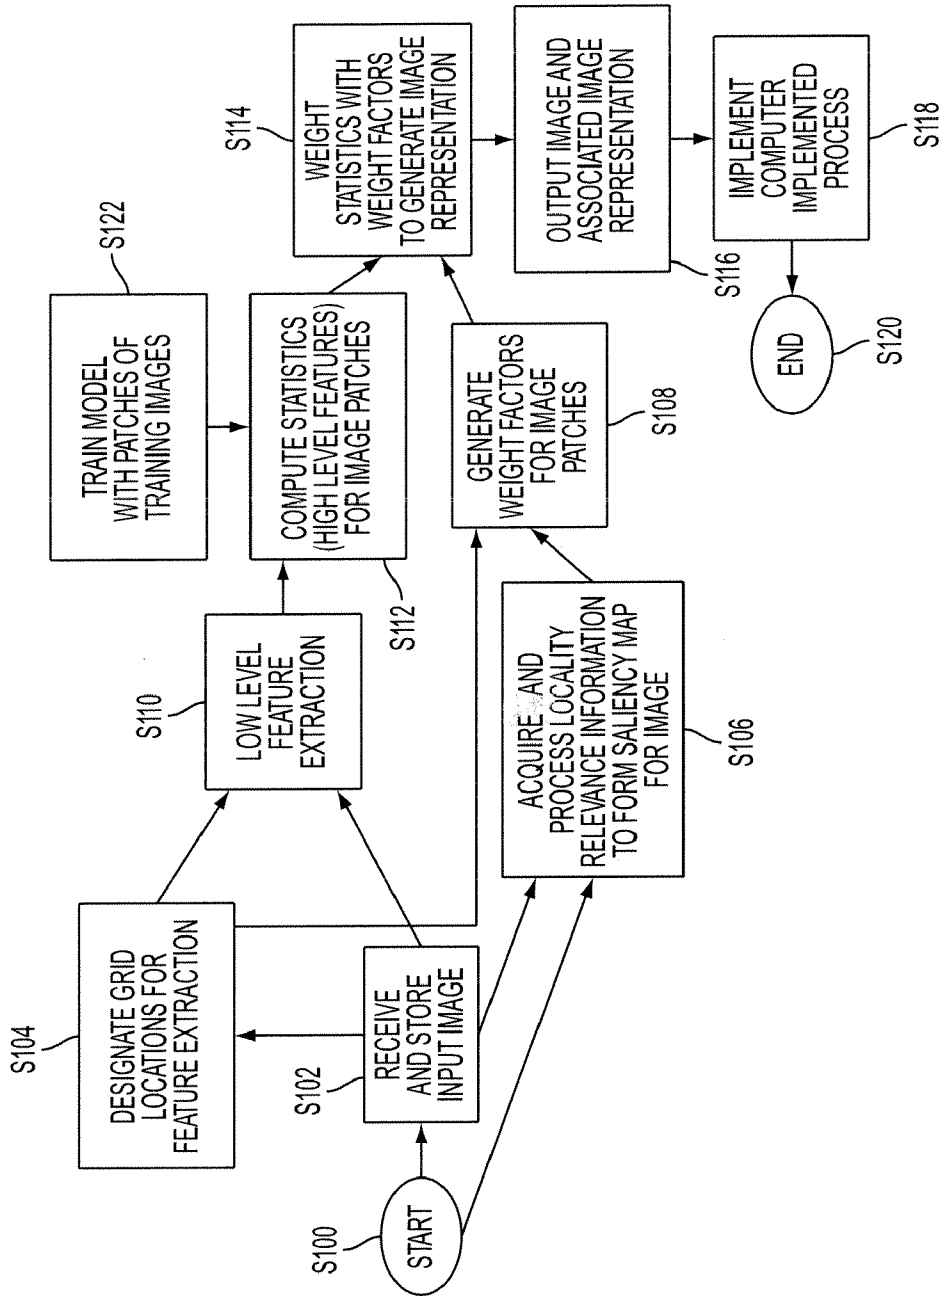 S100
START
S102
RECEIVE
AND STORE
INPUT IMAGE
S104
DESIGNATE GRID
LOCATIONS FOR
FEATURE EXTRACTION
S106
ACQUIRE AND
PROCESS LOCALITY
RELEVANCE INFORMATION
TO FORM SALIENCY MAP
FOR IMAGE
S110
LOW LEVEL
FEATURE
EXTRACTION
S122
TRAIN MODEL
WITH PATCHES OF
TRAINING IMAGES
S112
COMPUTE STATISTICS
(HIGH LEVEL FEATURES)
FOR IMAGE PATCHES
S108
GENERATE
WEIGHT FACTORS
FOR IMAGE
PATCHES
S114
WEIGHT
STATISTICS WITH
WEIGHT FACTORS
TO GENERATE IMAGE
REPRESENTATION
S116
OUTPUT IMAGE AND
ASSOCIATED IMAGE
REPRESENTATION
S118
IMPLEMENT
COMPUTER
IMPLEMENTED
PROCESS
S120
END